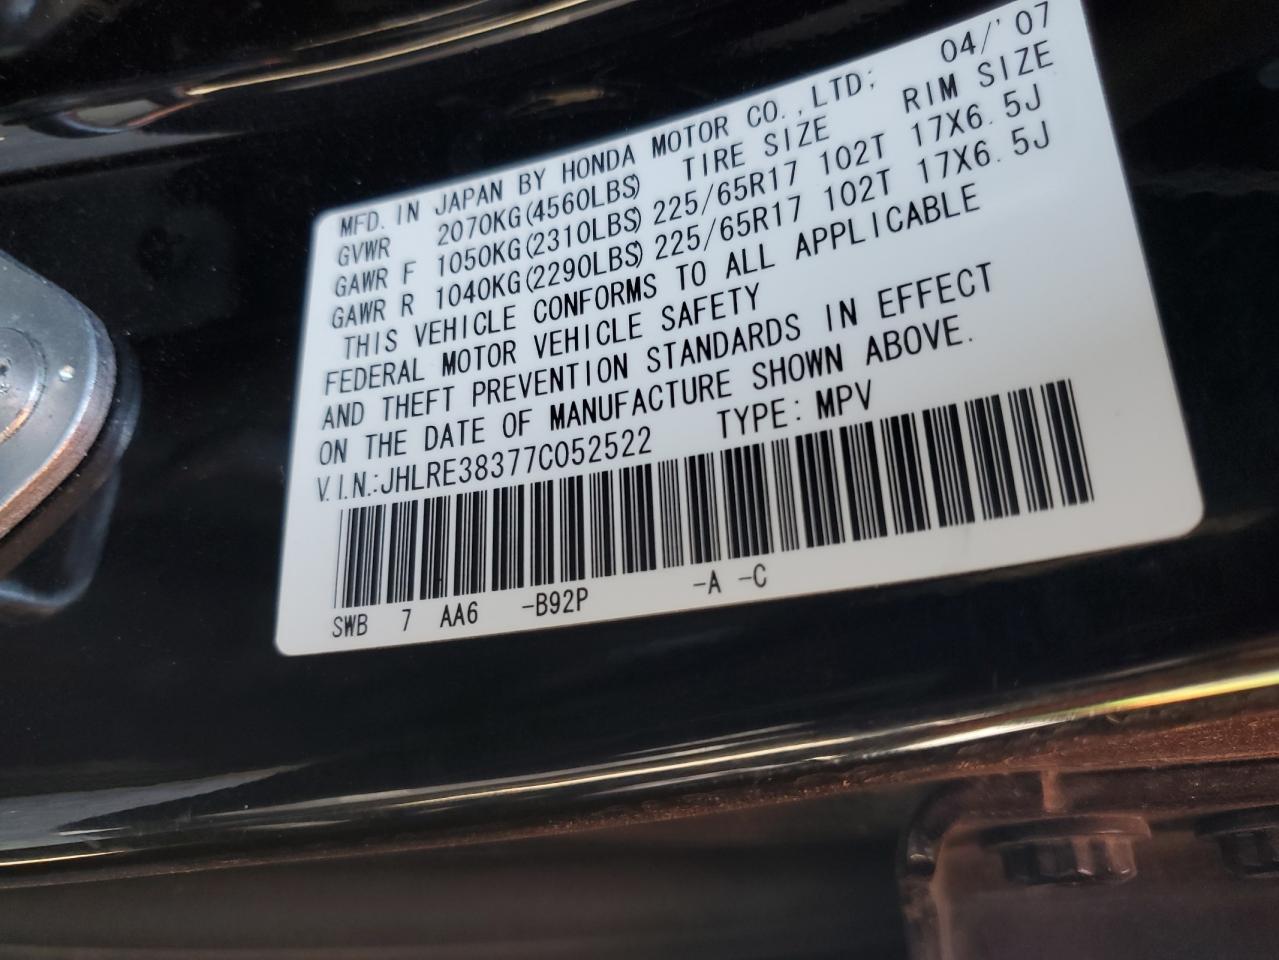 MFD. IN JAPAN BY HONDA MOTOR CO.,LTD; 04/'07
GVWR 2070KG(4560LBS) TIRE SIZE RIM SIZE
GAWR F 1050KG(2310LBS) 225/65R17 102T 17X6.5J
GAWR R 1040KG(2290LBS) 225/65R17 102T 17X6.5J
THIS VEHICLE CONFORMS TO ALL APPLICABLE
FEDERAL MOTOR VEHICLE SAFETY
AND THEFT PREVENTION STANDARDS IN EFFECT
ON THE DATE OF MANUFACTURE SHOWN ABOVE.
V.I.N.:JHLRE38377C052522 TYPE:MPV
SWB 7 AA6 -B92P -A -C